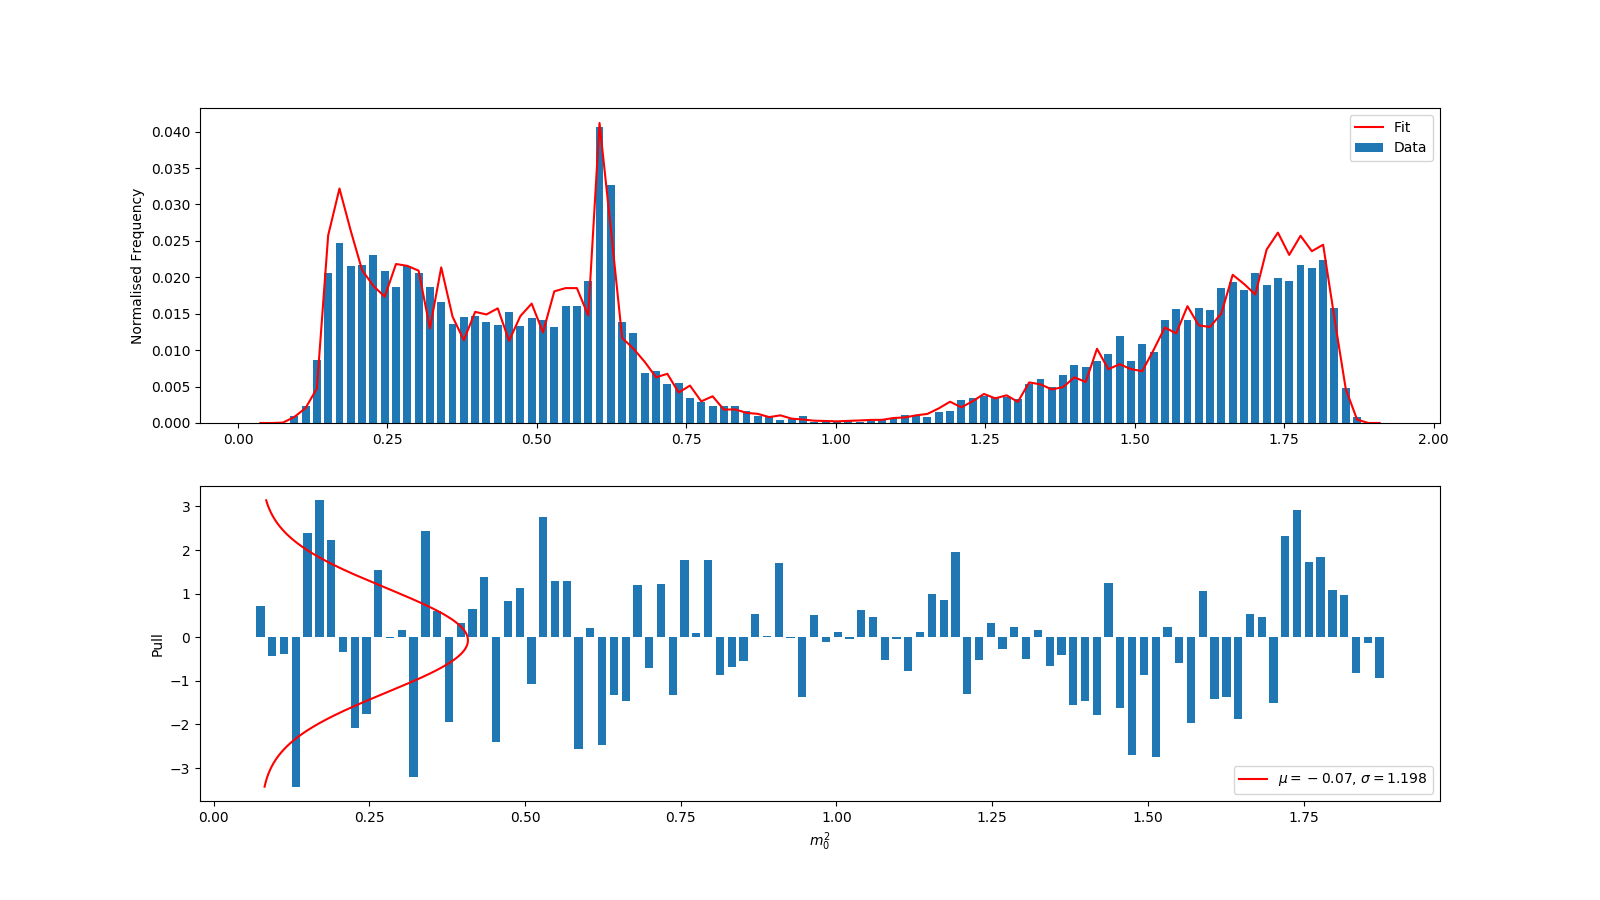 0.040
0.035
0.030
0.025
0.020
0.015
0.010
0.005
0.000
Normalised Frequency
Fit
Data
0.00 0.25 0.50 0.75 1.00 1.25 1.50 1.75 2.00
3
2
1
0
−1
−2
−3
Pull
μ = −0.07, σ = 1.198
0.00 0.25 0.50 0.75 1.00 1.25 1.50 1.75
m₀²